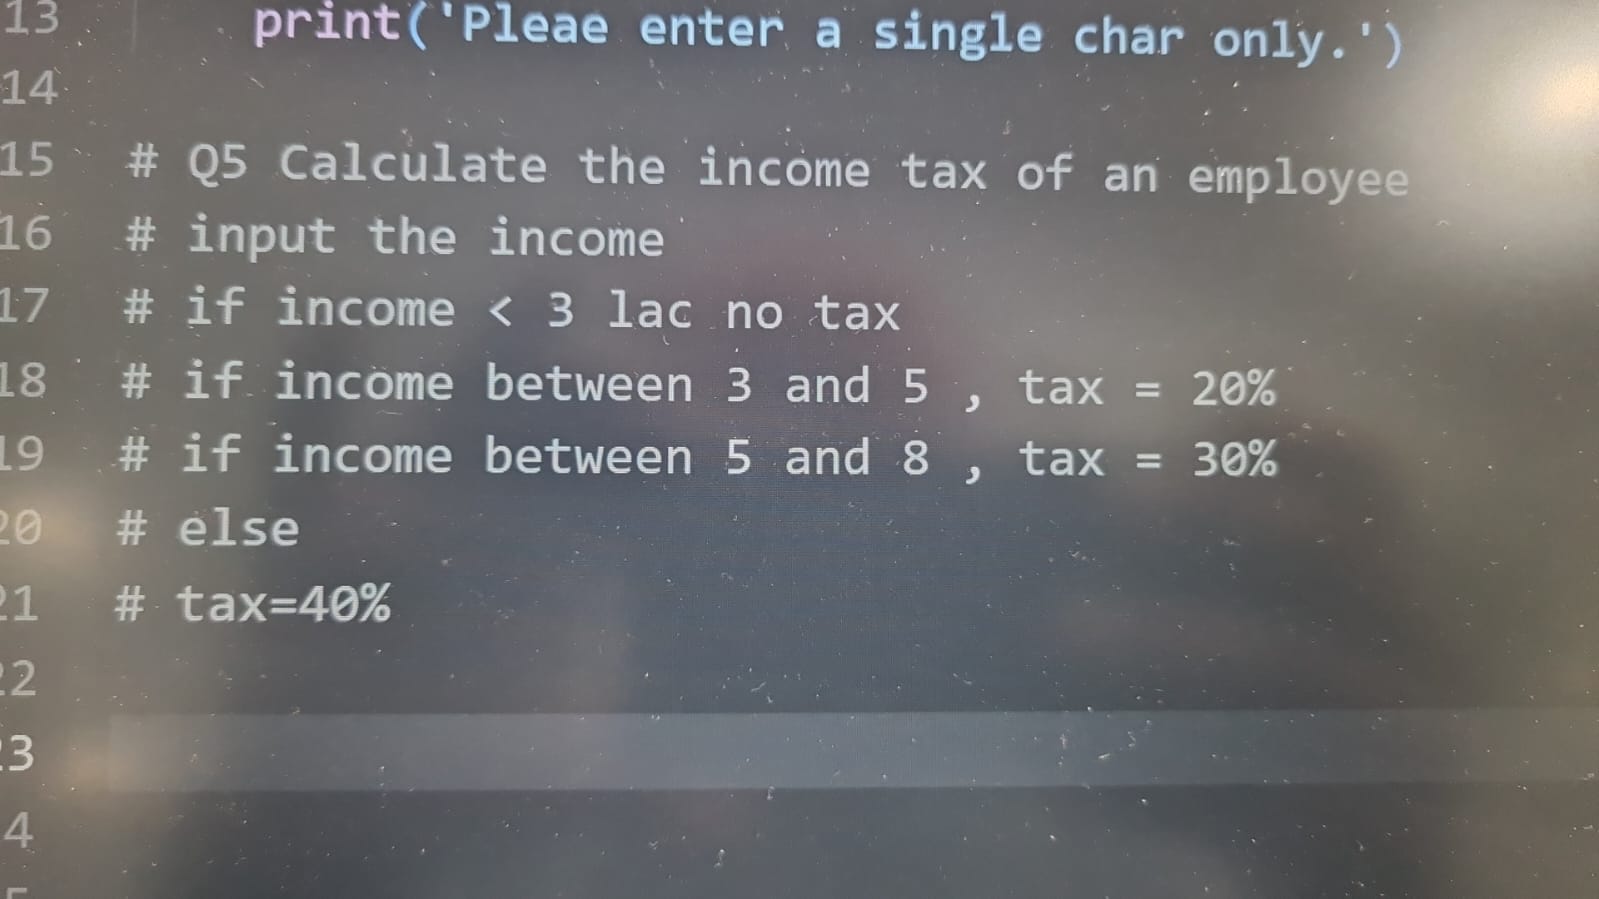 13 print('Pleae enter a single char only.')
14
15 # Q5 Calculate the income tax of an employee
16 # input the income
17 # if income < 3 lac no tax
18 # if income between 3 and 5 , tax = 20%
19 # if income between 5 and 8 , tax = 30%
20 # else
21 # tax=40%
22
23
4